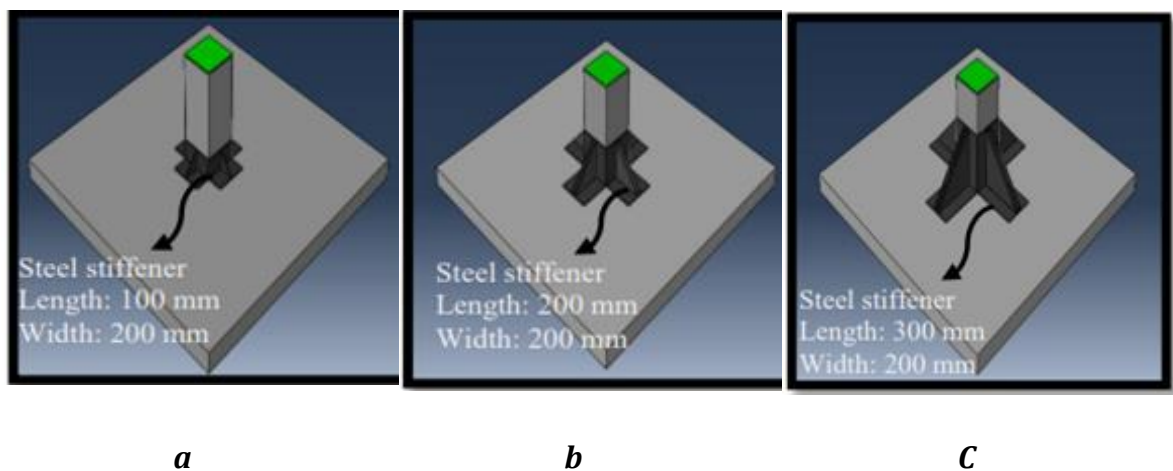 Steel stiffener
Length: 100 mm
Width: 200 mm
Steel stiffener
Length: 200 mm
Width: 200 mm
Steel stiffener
Length: 300 mm
Width: 200 mm
a
b
C